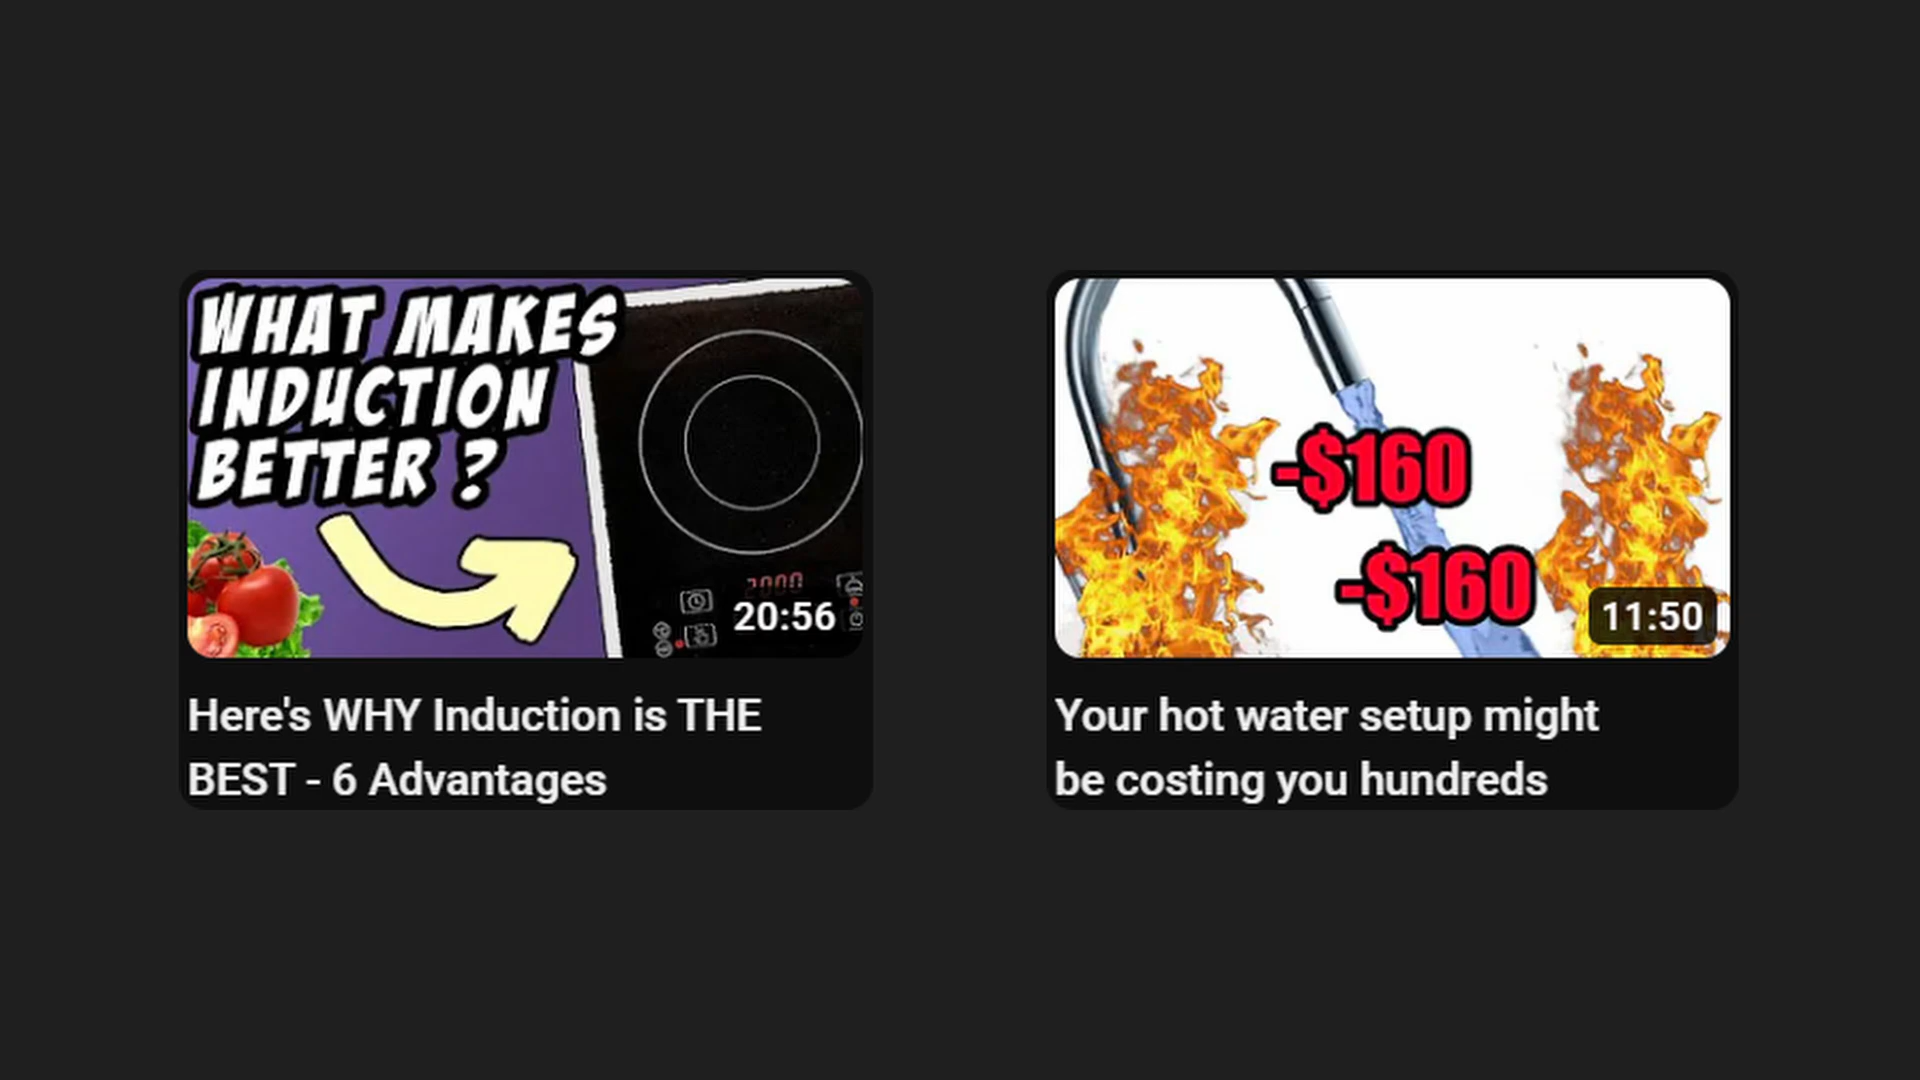 WHAT MAKES
INDUCTION
BETTER ?
2000
20:56
Here's WHY Induction is THE
BEST - 6 Advantages
-$160
-$160
11:50
Your hot water setup might
be costing you hundreds